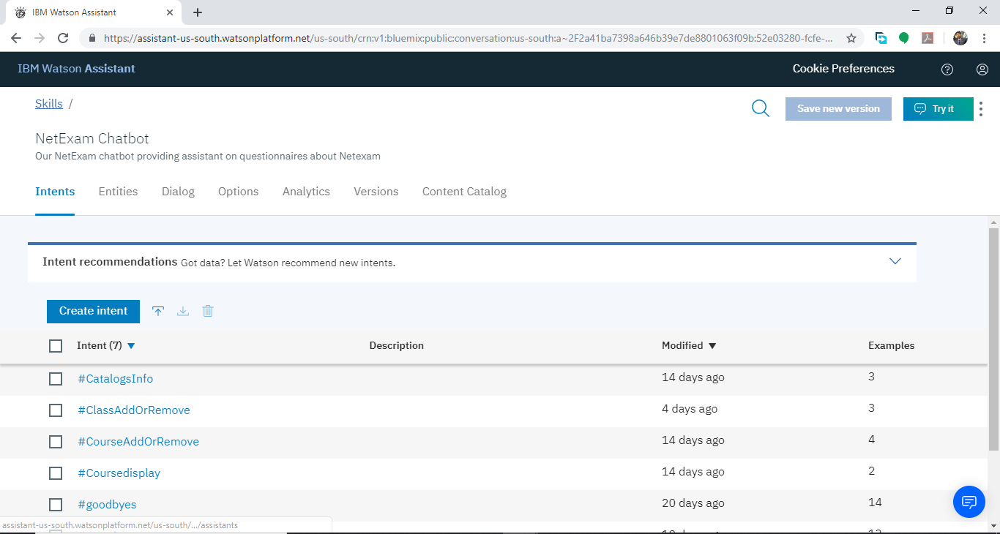 IBM Watson Assistant
https://assistant-us-south.watsonplatform.net/us-south/crn:v1:bluemix:public:conversation:us-south:a~2F2a41ba7398a646b39e7de8801063f09b:52e03280-fcfe-...
IBM Watson Assistant
Cookie Preferences
Skills /
Save new version
Try it
NetExam Chatbot
Our NetExam chatbot providing assistant on questionnaires about Netexam
Intents Entities Dialog Options Analytics Versions Content Catalog
Intent recommendations Got data? Let Watson recommend new intents.
Create intent
Intent (7) Description Modified Examples
#CatalogsInfo 14 days ago 3
#ClassAddOrRemove 4 days ago 3
#CourseAddOrRemove 14 days ago 4
#Coursedisplay 14 days ago 2
#goodbyes 20 days ago 14
assistant-us-south.watsonplatform.net/us-south/.../assistants